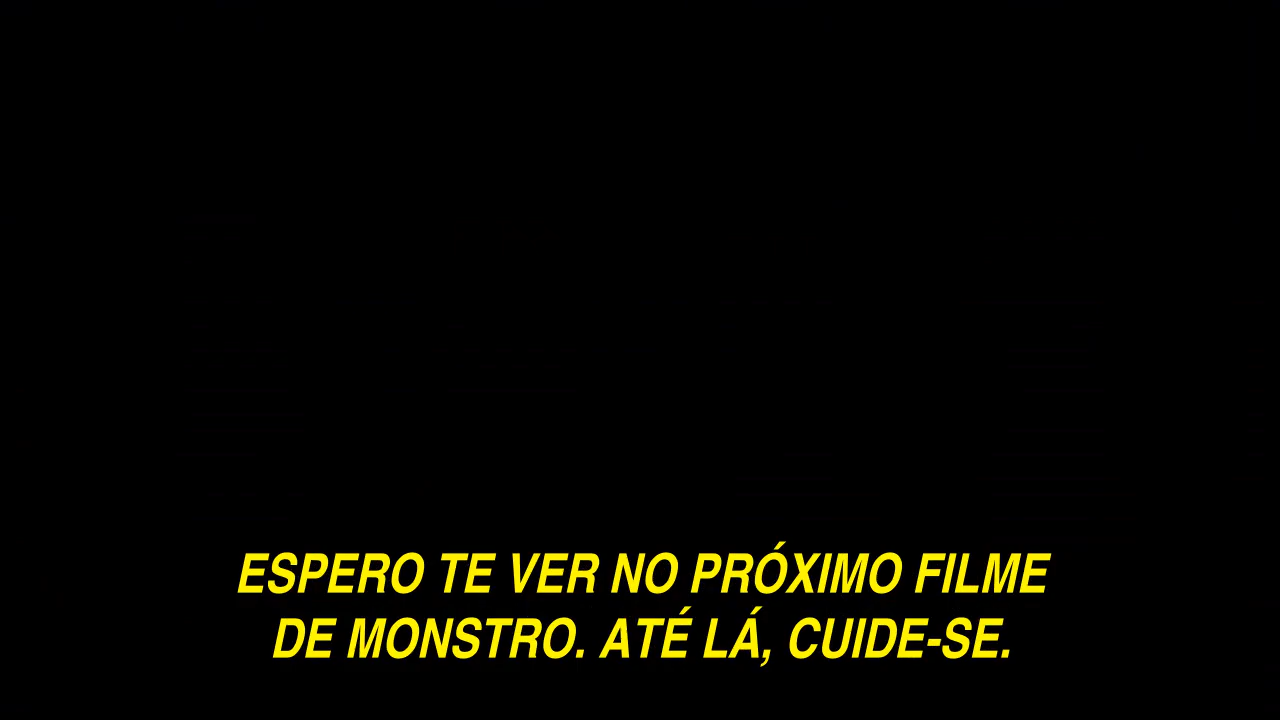 ESPERO TE VER NO PRÓXIMO FILME
DE MONSTRO. ATÉ LÁ, CUIDE-SE.